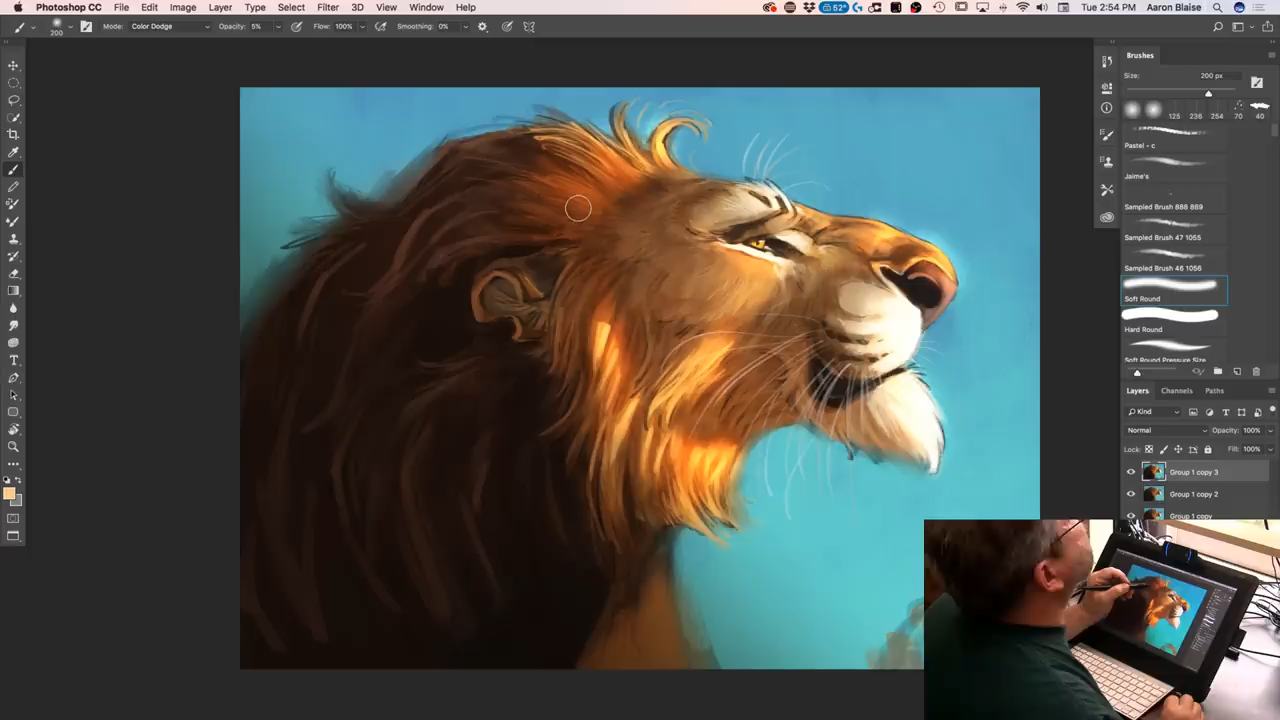 Photoshop CC File Edit Image Layer Type Select Filter 3D View Window Help 52° Tue 2:54 PM Aaron Blaise
200 Mode: Color Dodge Opacity: 5% Flow: 100% Smoothing: 0%
Brushes
Size: 200 px
125 236 254 70 40
Pastel - c
Jaime's
Sampled Brush 888 889
Sampled Brush 47 1055
Sampled Brush 46 1056
Soft Round
Hard Round
Soft Round Pressure Size
Layers Channels Paths
Kind
Normal Opacity: 100%
Lock: Fill: 100%
Group 1 copy 3
Group 1 copy 2
Group 1 copy